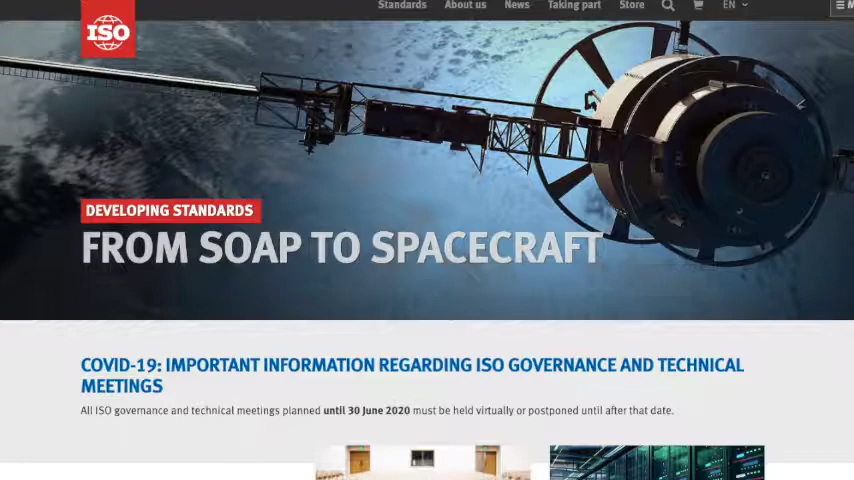 Standards About us News Taking part Store EN
ISO
DEVELOPING STANDARDS
FROM SOAP TO SPACECRAFT
COVID-19: IMPORTANT INFORMATION REGARDING ISO GOVERNANCE AND TECHNICAL
MEETINGS
All ISO governance and technical meetings planned until 30 June 2020 must be held virtually or postponed until after that date.